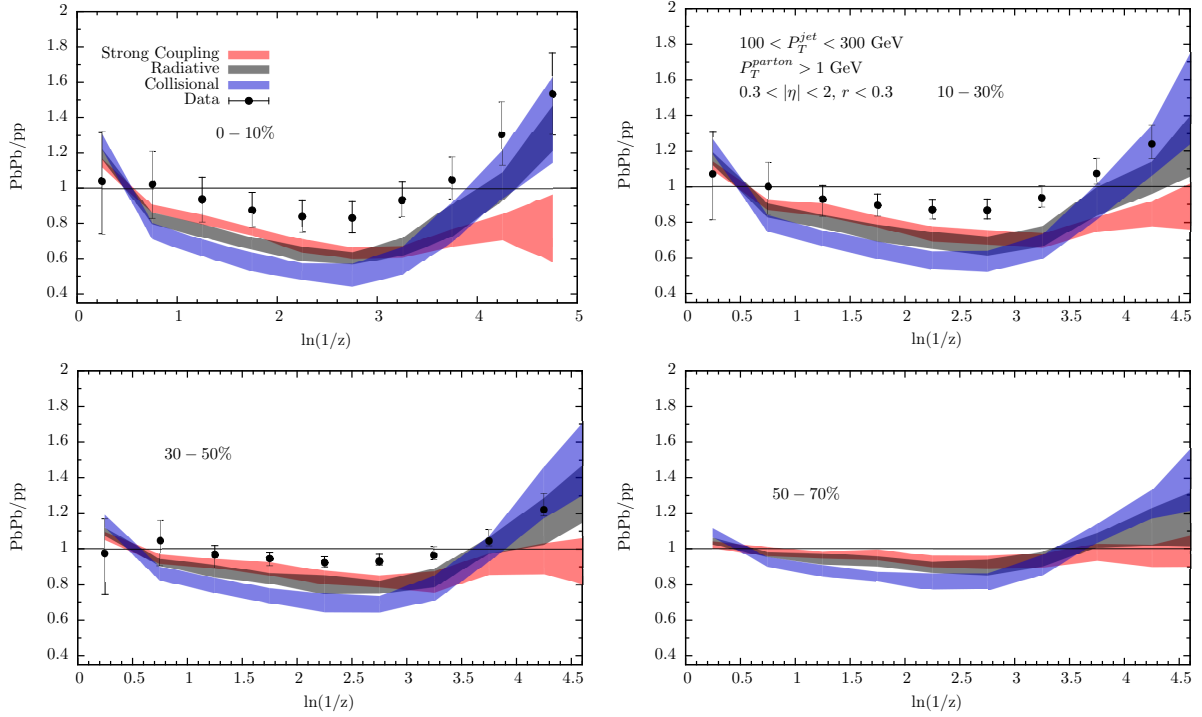 2
1.8
1.6
1.4
1.2
1
0.8
0.6
0.4
PbPb/pp
Strong Coupling
Radiative
Collisional
Data
0 − 10%
0 1 2 3 4 5
ln(1/z)
2
1.8
1.6
1.4
1.2
1
0.8
0.6
0.4
PbPb/pp
100 < P_T^{jet} < 300 GeV
P_T^{parton} > 1 GeV
0.3 < |η| < 2, r < 0.3 10 − 30%
0 0.5 1 1.5 2 2.5 3 3.5 4 4.5
ln(1/z)
2
1.8
1.6
1.4
1.2
1
0.8
0.6
0.4
PbPb/pp
30 − 50%
0 0.5 1 1.5 2 2.5 3 3.5 4 4.5
ln(1/z)
2
1.8
1.6
1.4
1.2
1
0.8
0.6
0.4
PbPb/pp
50 − 70%
0 0.5 1 1.5 2 2.5 3 3.5 4 4.5
ln(1/z)